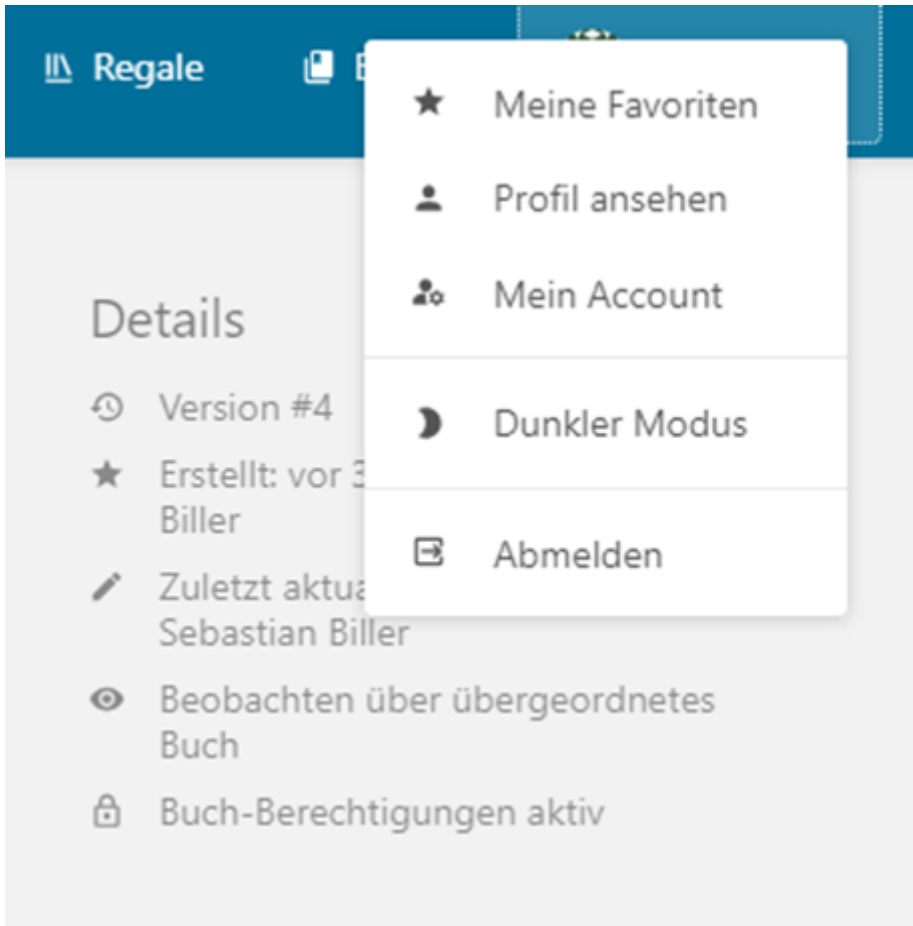 Regale
Meine Favoriten
Profil ansehen
Mein Account
Dunkler Modus
Abmelden
Details
Version #4
Erstellt: vor
Biller
Zuletzt
Sebastian Biller
Beobachten über übergeordnetes
Buch
Buch-Berechtigungen aktiv